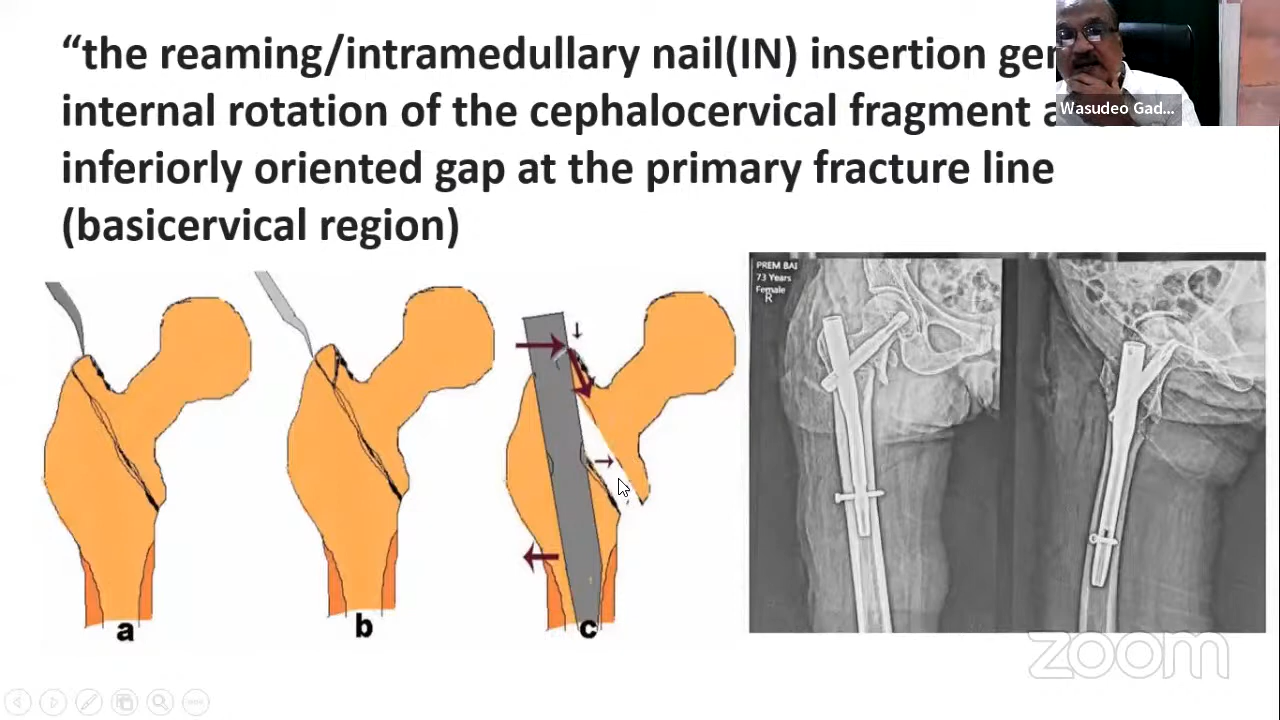 “the reaming/intramedullary nail(IN) insertion
internal rotation of the cephalocervical fragment
inferiorly oriented gap at the primary fracture line
(basicervical region)
Wasudeo Gad...
PREM BAI
73 Years
Female
R
a
b
c
zoom